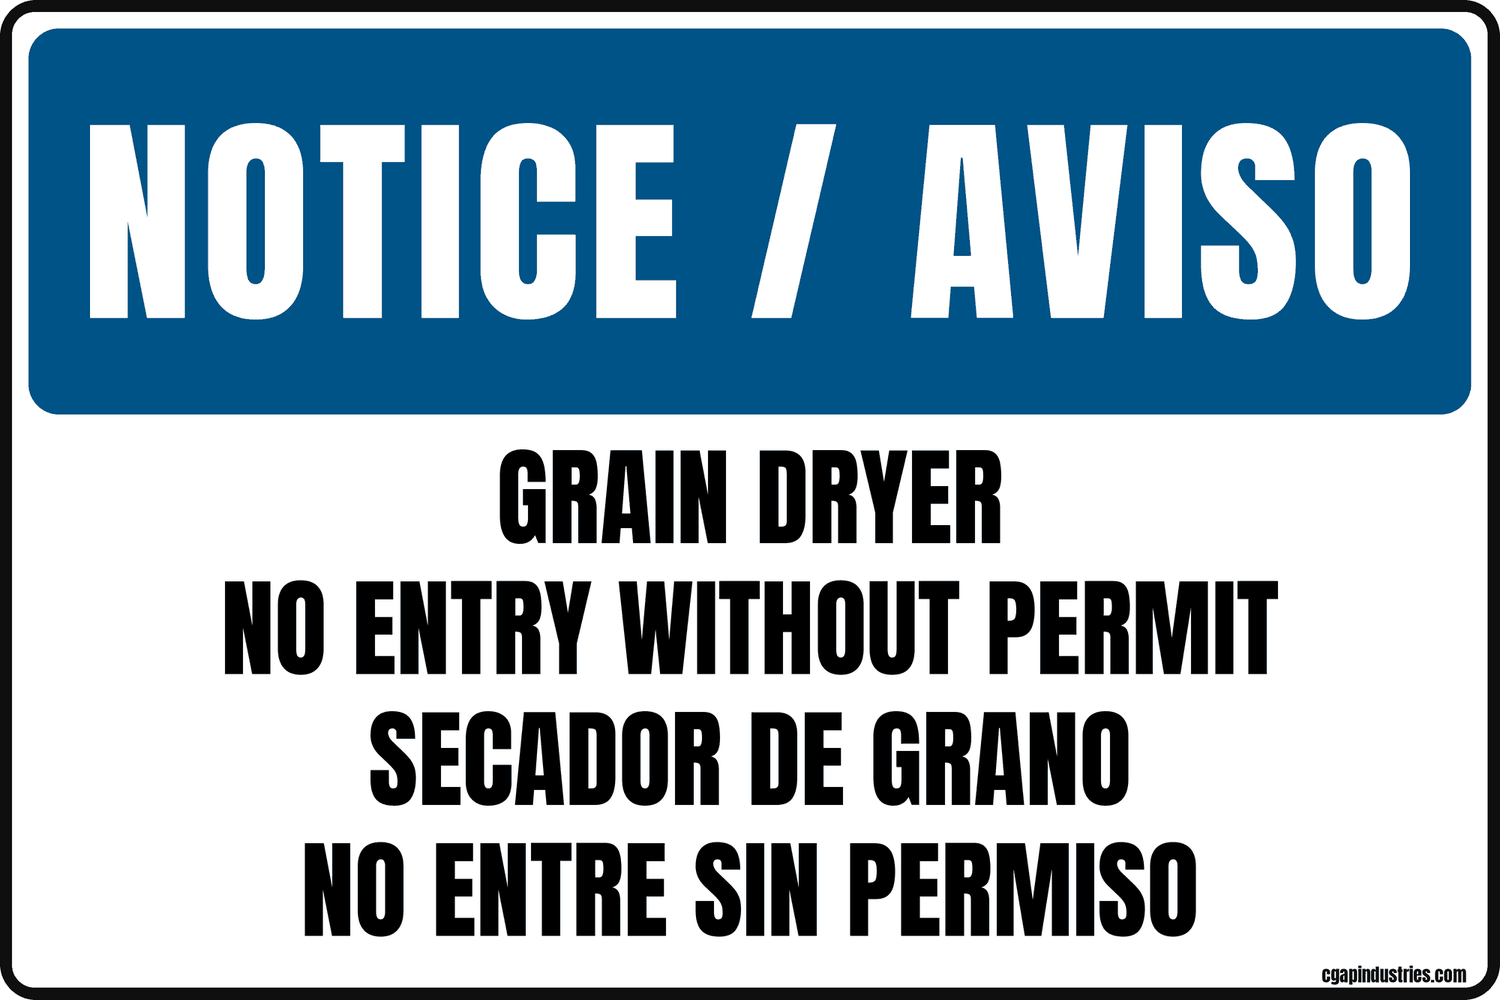 NOTICE / AVISO
GRAIN DRYER
NO ENTRY WITHOUT PERMIT
SECADOR DE GRANO
NO ENTRE SIN PERMISO
cgapindustries.com